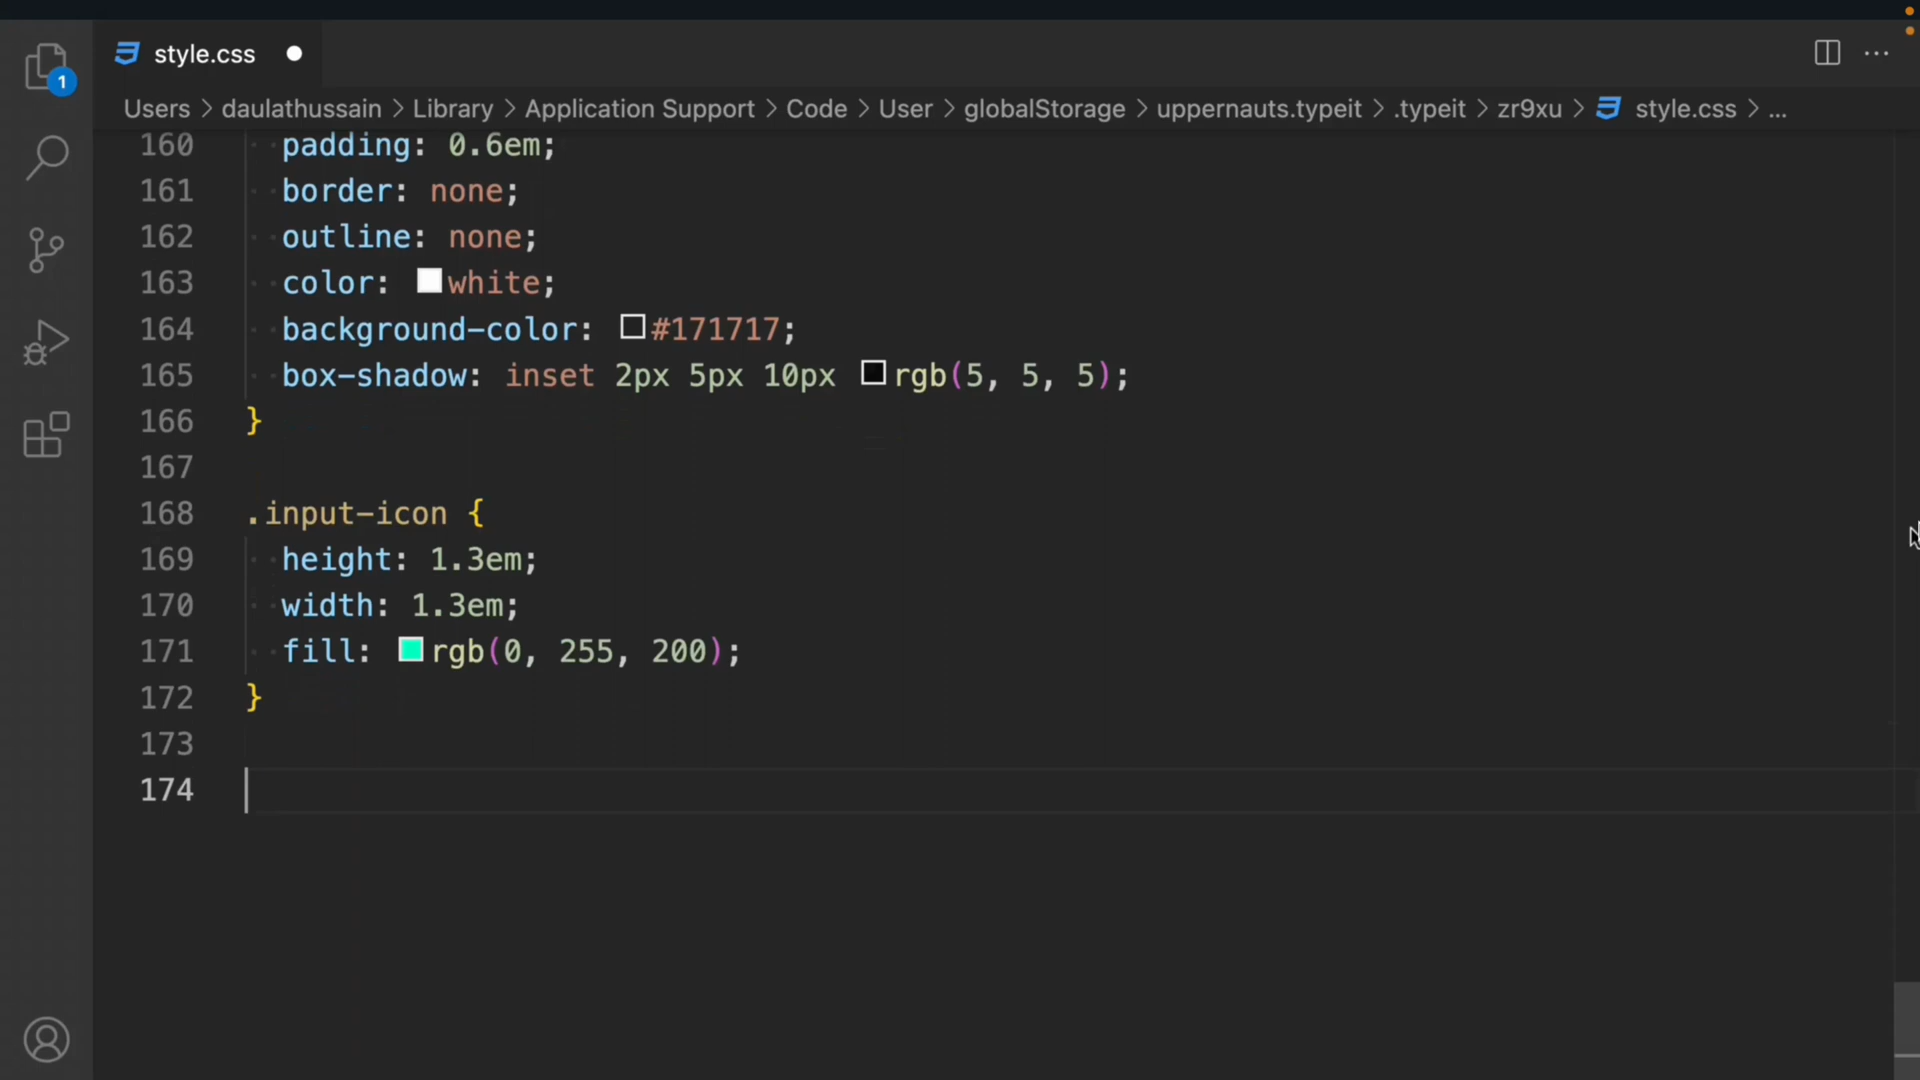 style.css
Users > daulathussain > Library > Application Support > Code > User > globalStorage > uppernauts.typeit > .typeit > zr9xu > style.css > ...
1
160 padding: 0.6em;
161 border: none;
162 outline: none;
163 color: white;
164 background-color: #171717;
165 box-shadow: inset 2px 5px 10px rgb(5, 5, 5);
166 }
167
168 .input-icon {
169 height: 1.3em;
170 width: 1.3em;
171 fill: rgb(0, 255, 200);
172 }
173
174